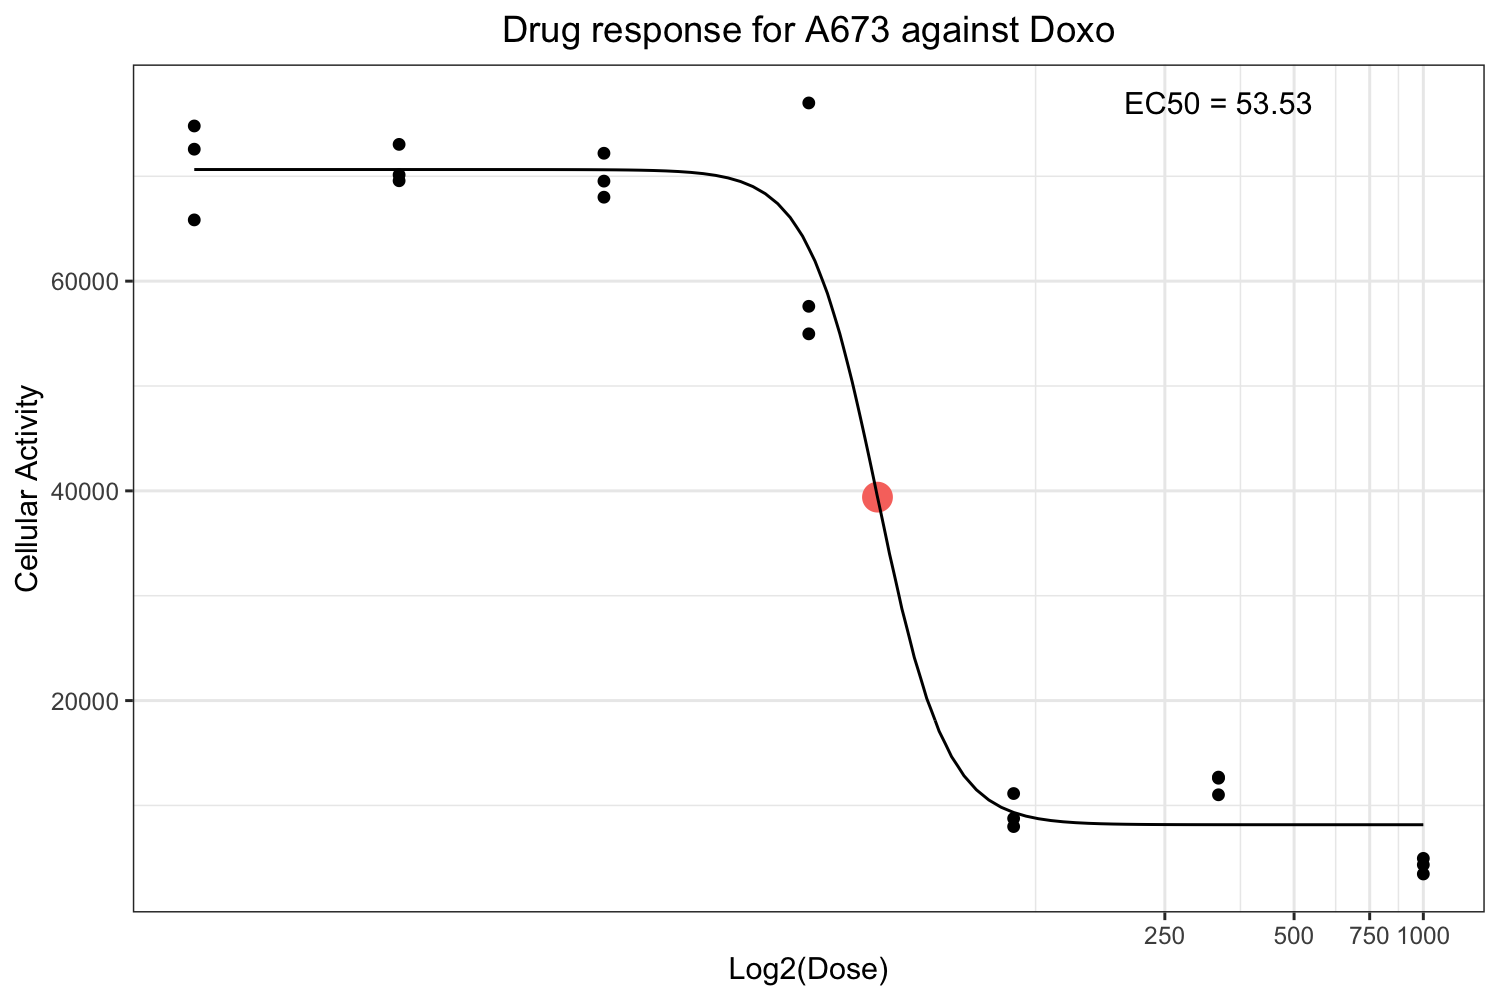 Drug response for A673 against Doxo
EC50 = 53.53
60000
40000
20000
Cellular Activity
250 500 750 1000
Log2(Dose)